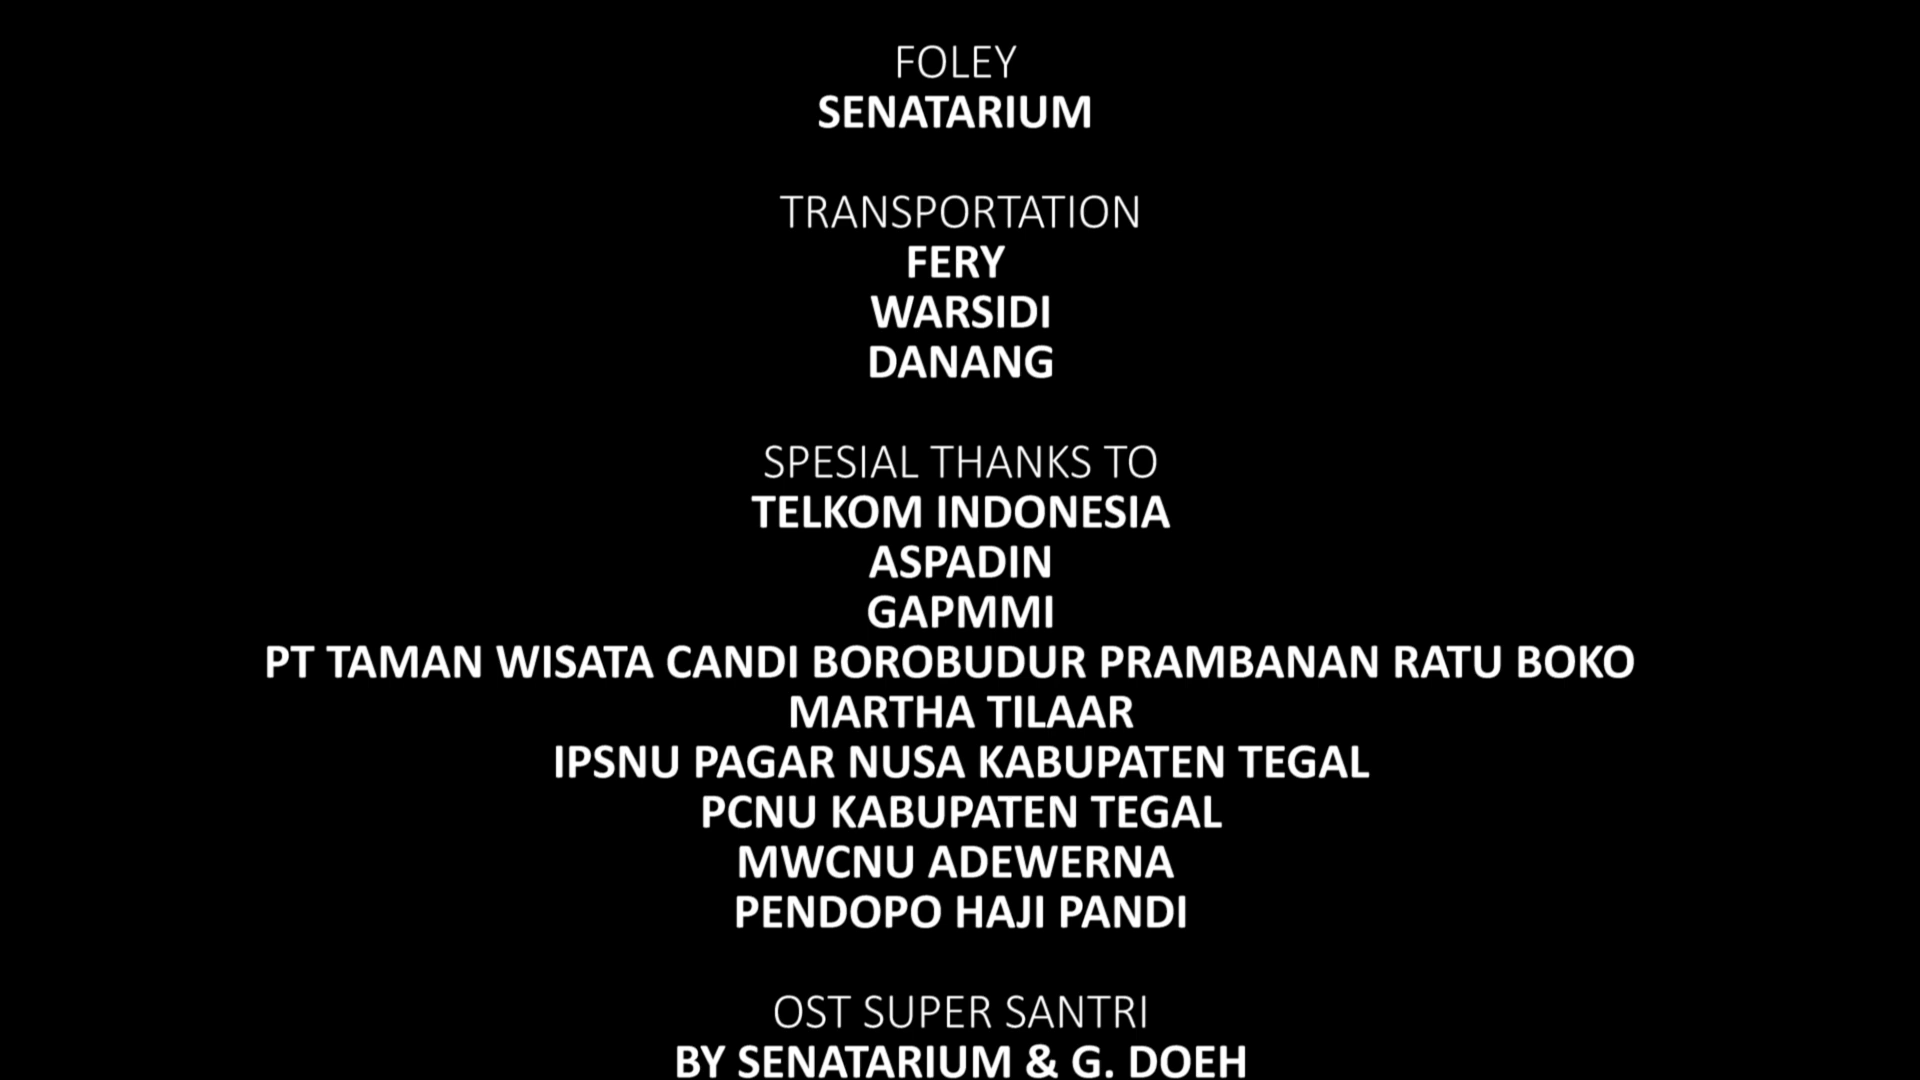 FOLEY
SENATARIUM
TRANSPORTATION
FERY
WARSIDI
DANANG
SPESIAL THANKS TO
TELKOM INDONESIA
ASPADIN
GAPMMI
PT TAMAN WISATA CANDI BOROBUDUR PRAMBANAN RATU BOKO
MARTHA TILAAR
IPSNU PAGAR NUSA KABUPATEN TEGAL
PCNU KABUPATEN TEGAL
MWCNU ADEWERNA
PENDOPO HAJI PANDI
OST SUPER SANTRI
BY SENATARIUM & G. DOEH